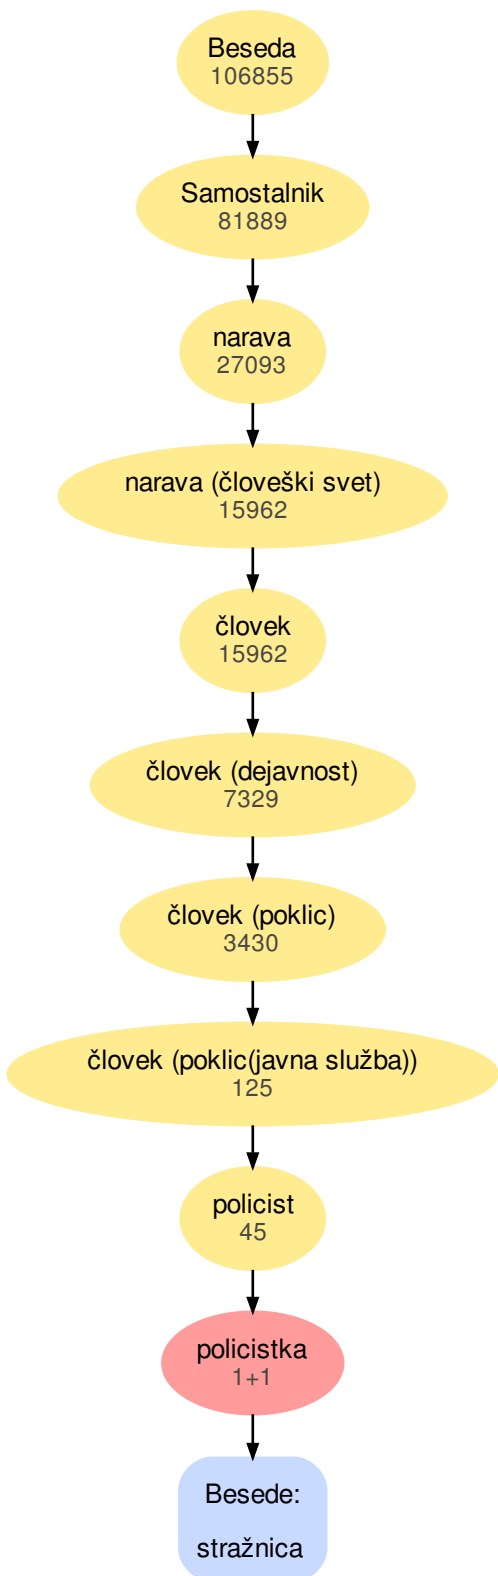 Beseda
106855
Samostalnik
81889
narava
27093
narava (človeški svet)
15962
človek
15962
človek (dejavnost)
7329
človek (poklic)
3430
človek (poklic(javna služba))
125
policist
45
policistka
1+1
Besede:
stražnica